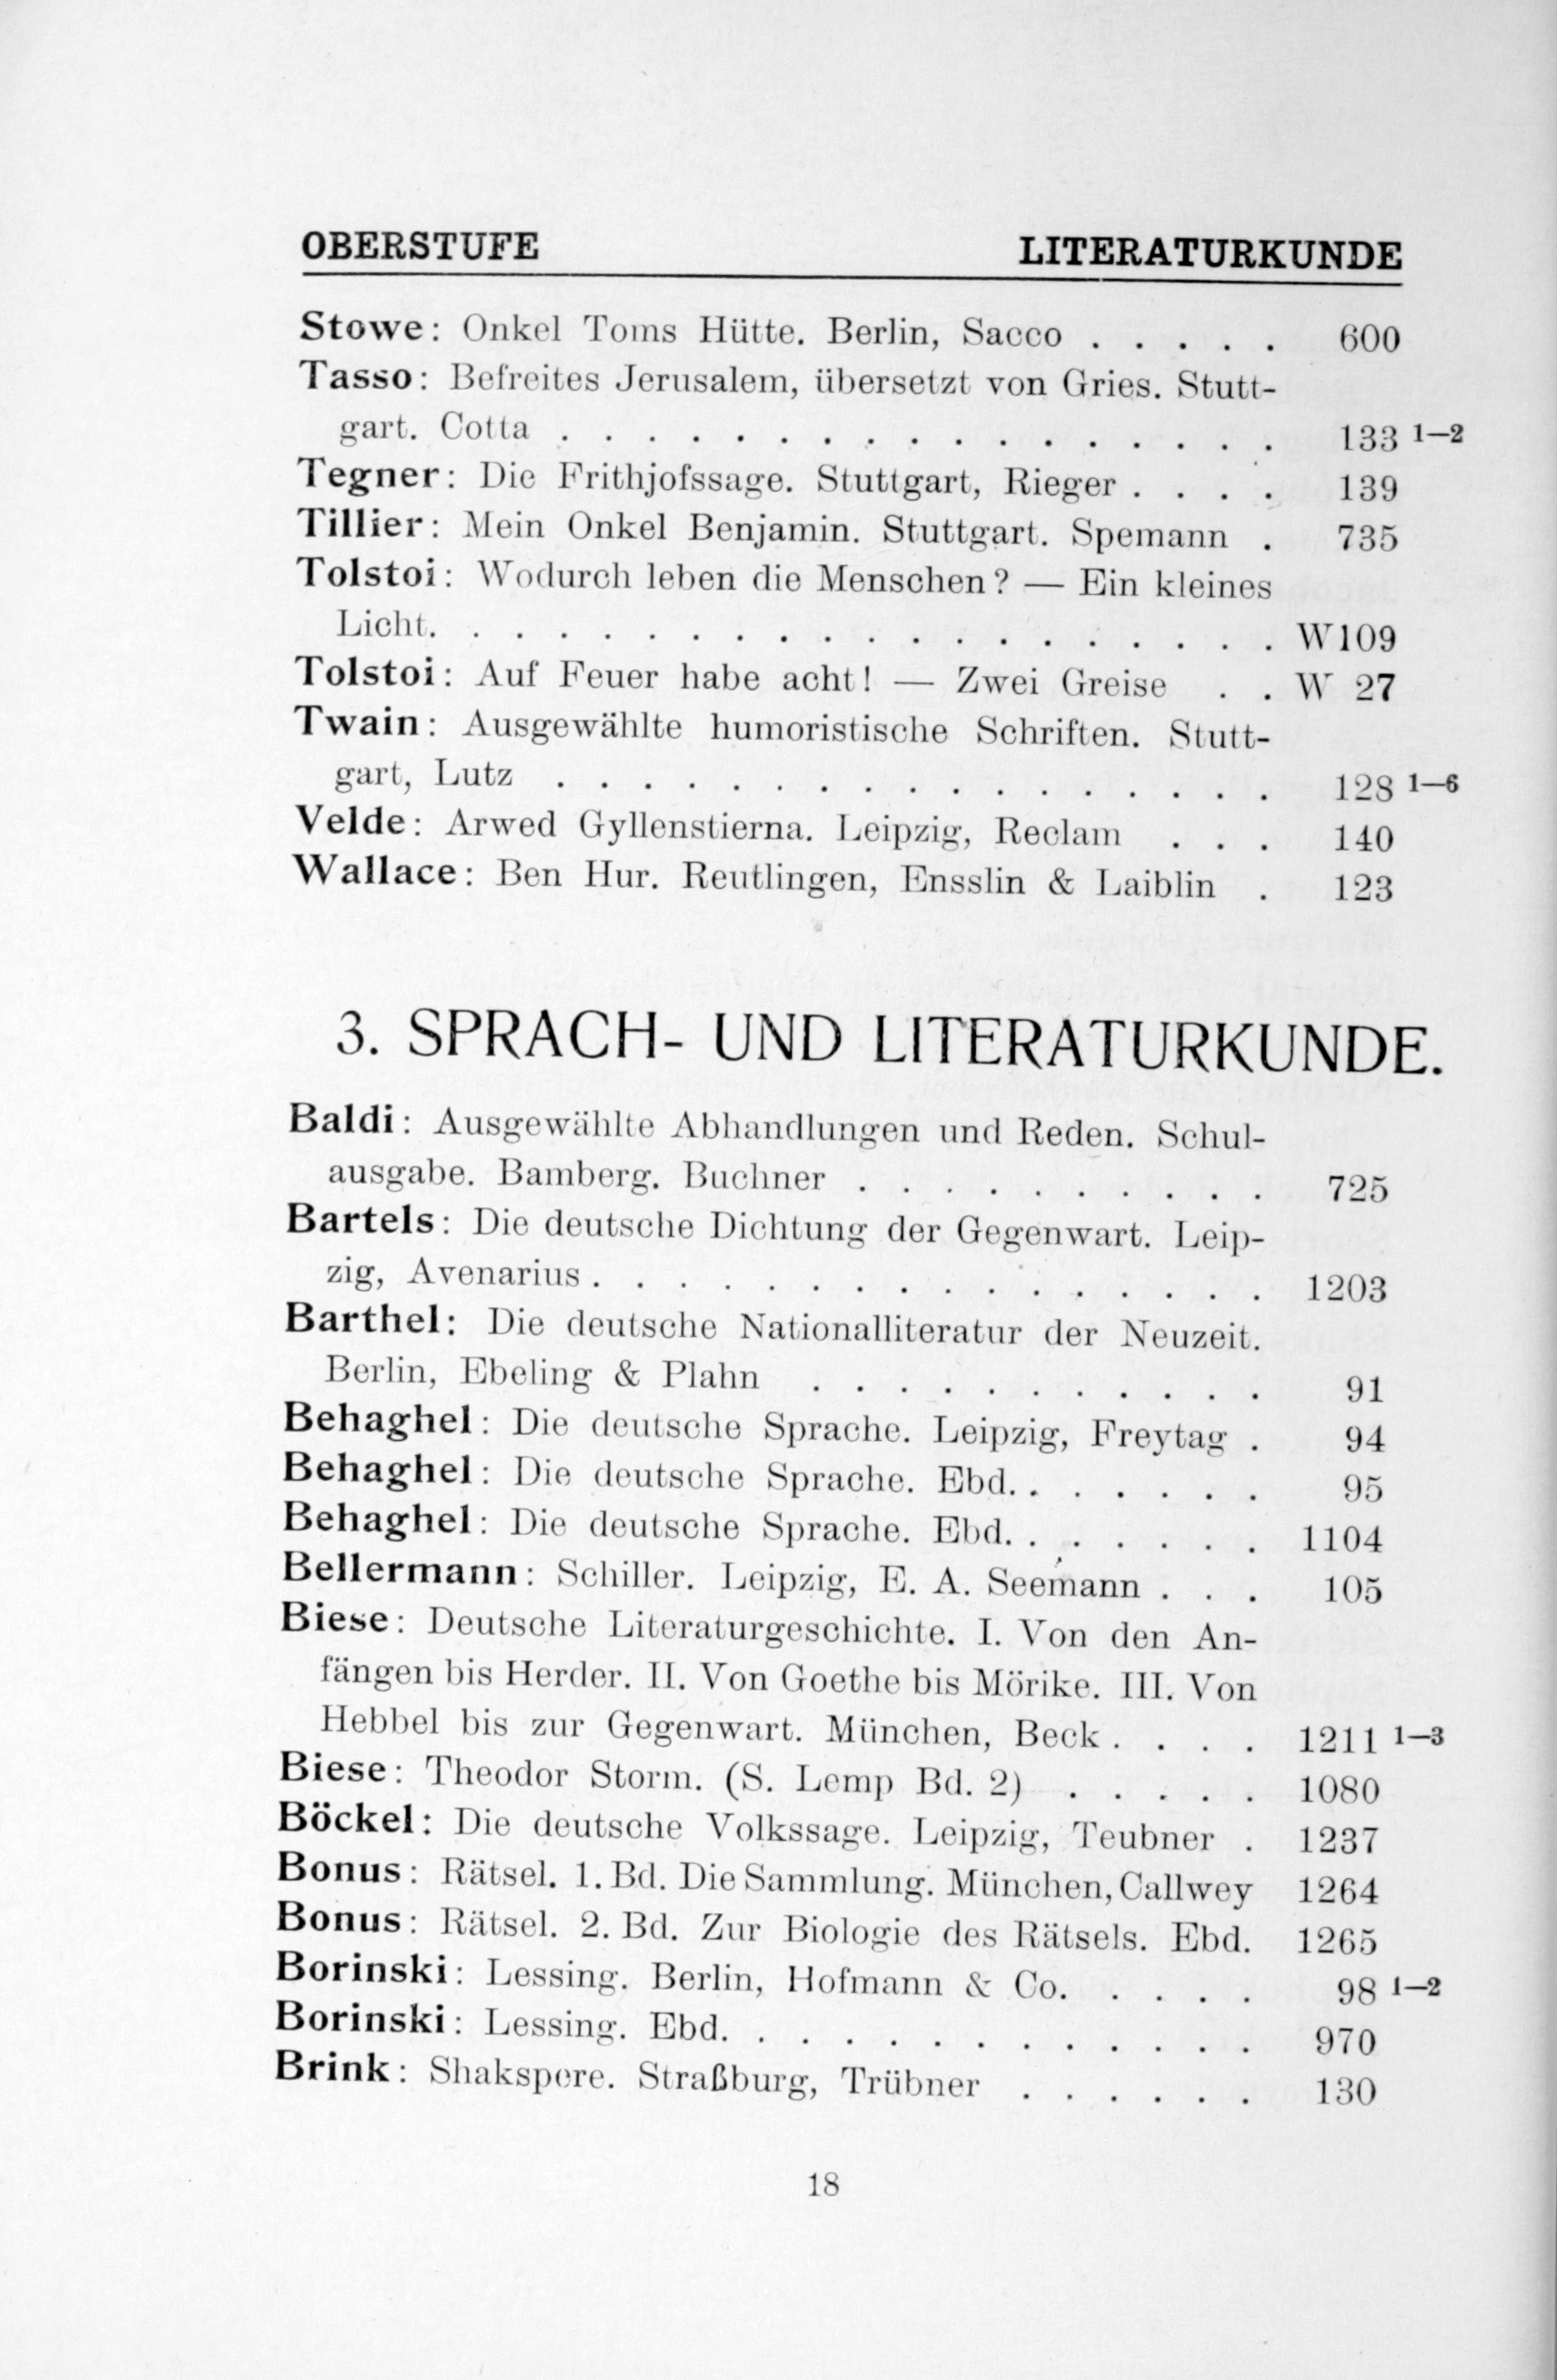 OBERSTUFE LITERATURKUNDE
Stowe: Onkel Toms Hütte. Berlin, Sacco . . . . . 600
Tasso: Befreites Jerusalem, übersetzt von Gries. Stutt-
gart. Cotta . . . . . . . . . . . . . . . . . 133 1—2
Tegner: Die Frithjofssage. Stuttgart, Rieger . . . . 139
Tillier: Mein Onkel Benjamin. Stuttgart. Spemann . 735
Tolstoi: Wodurch leben die Menschen? — Ein kleines
Licht. . . . . . . . . . . . . . . . . . . . . W109
Tolstoi: Auf Feuer habe acht! — Zwei Greise . . W 27
Twain: Ausgewählte humoristische Schriften. Stutt-
gart, Lutz . . . . . . . . . . . . . . . . . 128 1—6
Velde: Arwed Gyllenstierna. Leipzig, Reclam . . . 140
Wallace: Ben Hur. Reutlingen, Ensslin & Laiblin . 123
3. SPRACH- UND LITERATURKUNDE.
Baldi: Ausgewählte Abhandlungen und Reden. Schul-
ausgabe. Bamberg. Buchner . . . . . . . . . . 725
Bartels: Die deutsche Dichtung der Gegenwart. Leip-
zig, Avenarius . . . . . . . . . . . . . . . . 1203
Barthel: Die deutsche Nationalliteratur der Neuzeit.
Berlin, Ebeling & Plahn . . . . . . . . . . . 91
Behaghel: Die deutsche Sprache. Leipzig, Freytag . 94
Behaghel: Die deutsche Sprache. Ebd. . . . . . . 95
Behaghel: Die deutsche Sprache. Ebd. . . . . . . 1104
Bellermann: Schiller. Leipzig, E. A. Seemann . . . 105
Biese: Deutsche Literaturgeschichte. I. Von den An-
fängen bis Herder. II. Von Goethe bis Mörike. III. Von
Hebbel bis zur Gegenwart. München, Beck . . . . 1211 1—3
Biese: Theodor Storm. (S. Lemp Bd. 2) . . . . . 1080
Böckel: Die deutsche Volkssage. Leipzig, Teubner . 1237
Bonus: Rätsel. 1. Bd. Die Sammlung. München, Callwey 1264
Bonus: Rätsel. 2. Bd. Zur Biologie des Rätsels. Ebd. 1265
Borinski: Lessing. Berlin, Hofmann & Co. . . . . 98 1—2
Borinski: Lessing. Ebd. . . . . . . . . . . . . 970
Brink: Shakspere. Straßburg, Trübner . . . . . . 130
18